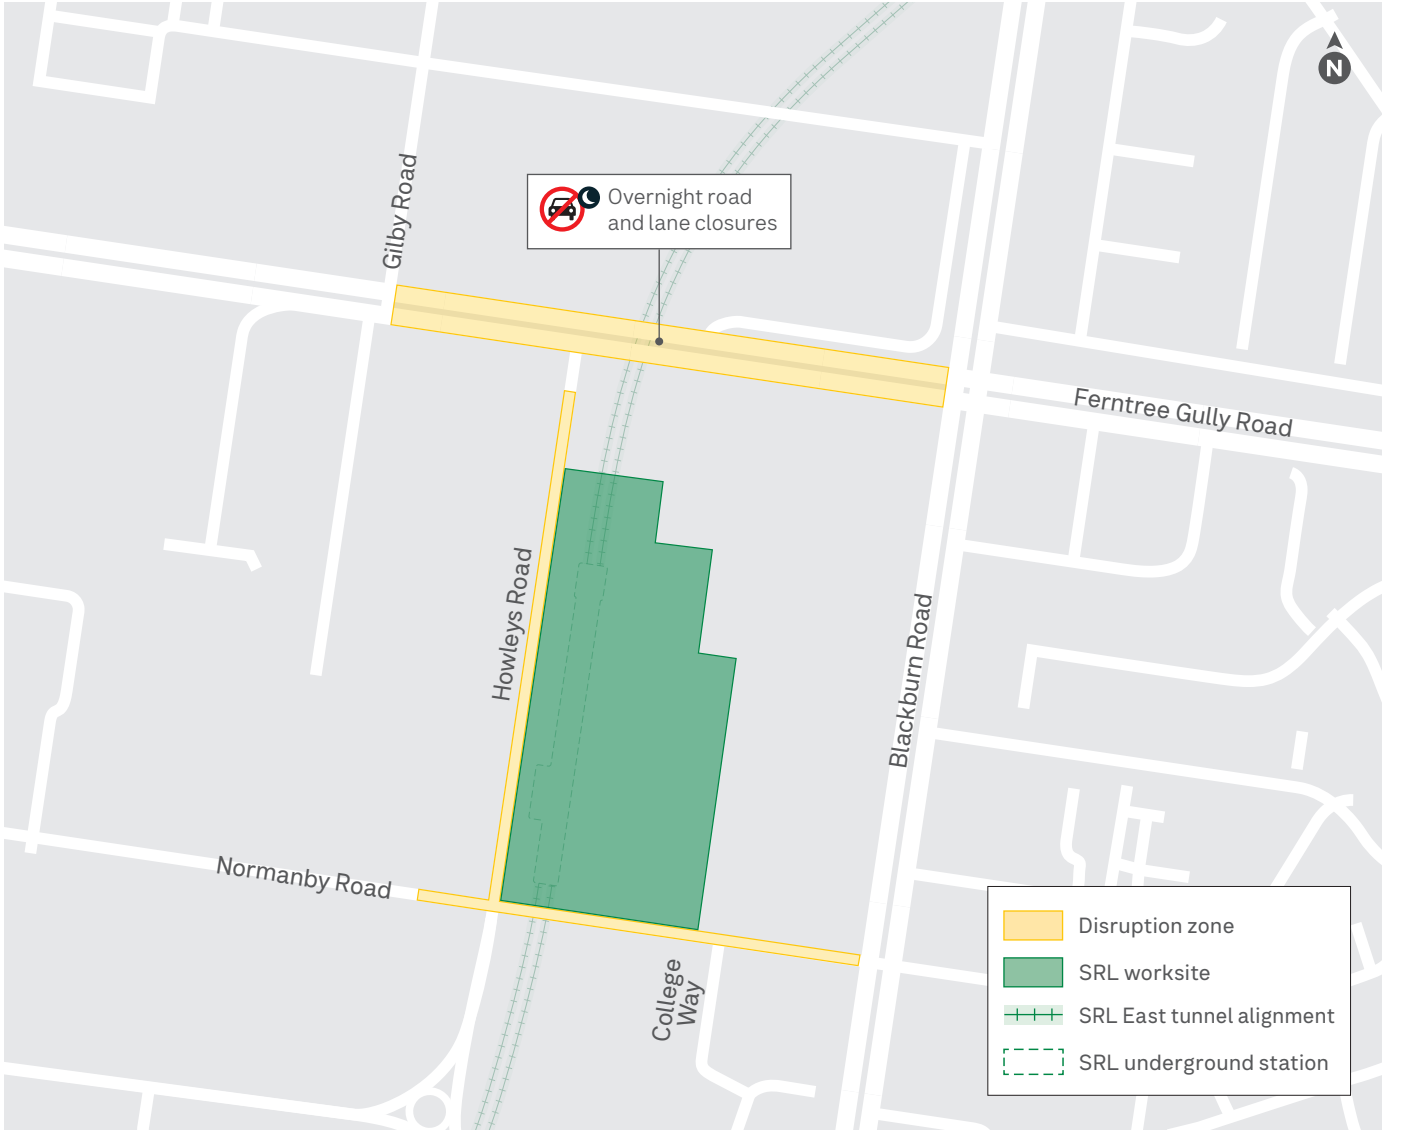 N
Gilby Road
Overnight road
and lane closures
Ferntree Gully Road
Howleys Road
Blackburn Road
Normanby Road
College
Way
Disruption zone
SRL worksite
SRL East tunnel alignment
SRL underground station